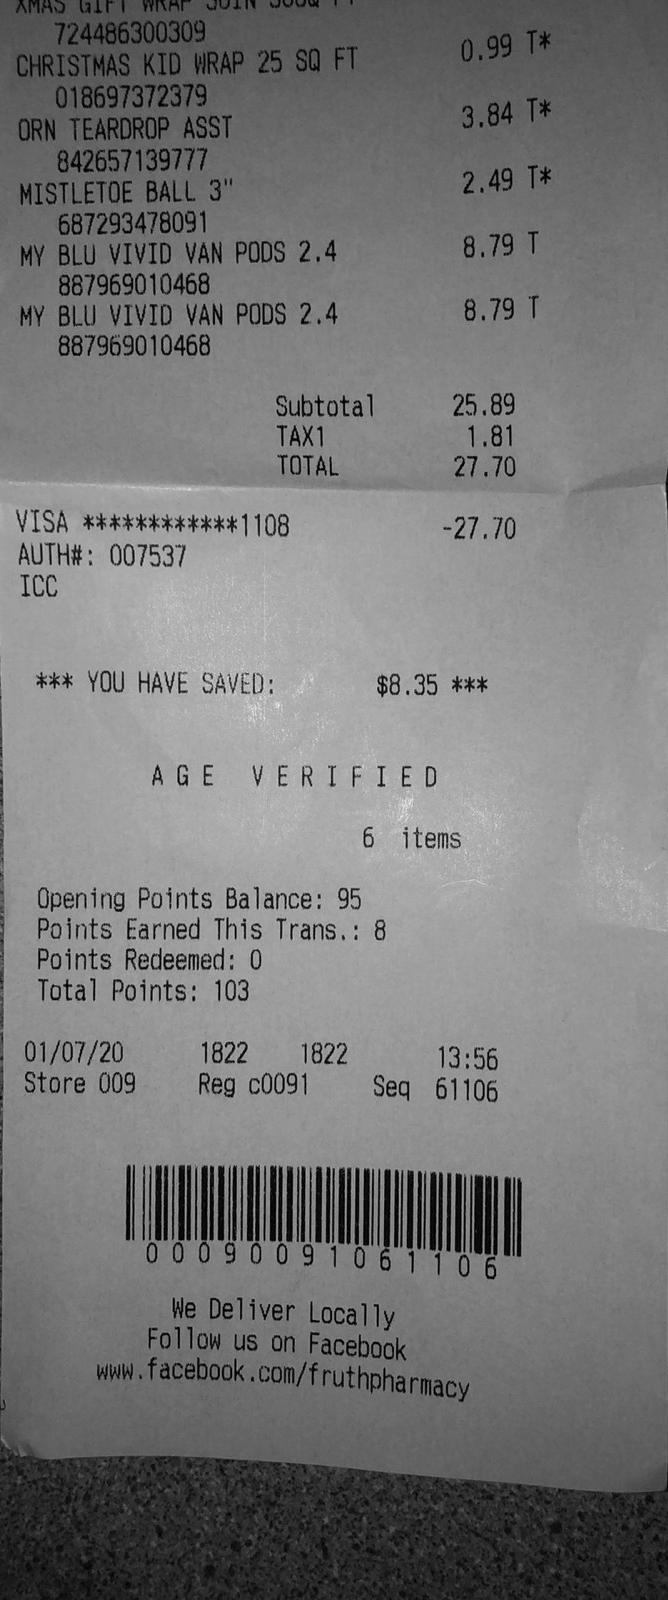 XMAS GIFT WRAP
724486300309
CHRISTMAS KID WRAP 25 SQ FT 0.99 T*
018697372379
ORN TEARDROP ASST 3.84 T*
842657139777
MISTLETOE BALL 3" 2.49 T*
687293478091
MY BLU VIVID VAN PODS 2.4 8.79 T
887969010468
MY BLU VIVID VAN PODS 2.4 8.79 T
887969010468
Subtotal 25.89
TAX1 1.81
TOTAL 27.70
VISA ************1108 -27.70
AUTH#: 007537
ICC
*** YOU HAVE SAVED: $8.35 ***
AGE VERIFIED
6 items
Opening Points Balance: 95
Points Earned This Trans.: 8
Points Redeemed: 0
Total Points: 103
01/07/20 1822 1822 13:56
Store 009 Reg c0091 Seq 61106
00090091061106
We Deliver Locally
Follow us on Facebook
www.facebook.com/fruthpharmacy